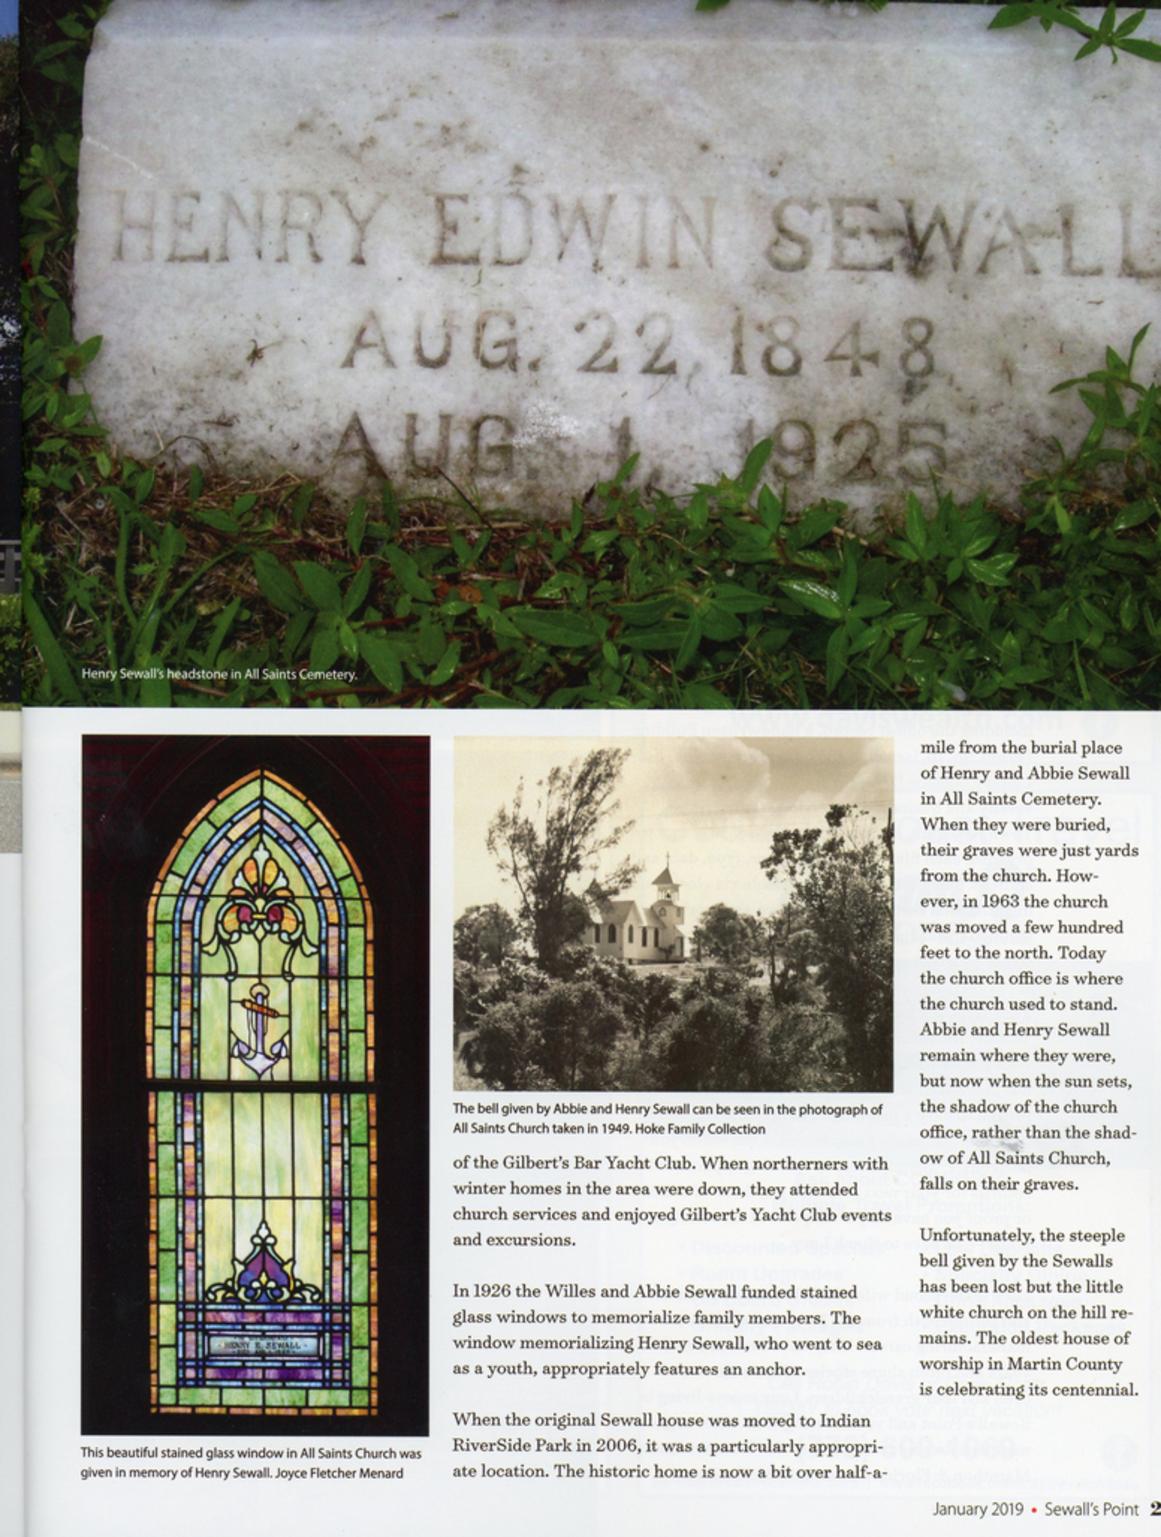 HENRY EDWIN SEWALL
AUG. 22, 1848
AUG. 1, 1925
Henry Sewall's headstone in All Saints Cemetery.
HENRY E. SEWALL
This beautiful stained glass window in All Saints Church was
given in memory of Henry Sewall. Joyce Fletcher Menard
The bell given by Abbie and Henry Sewall can be seen in the photograph of
All Saints Church taken in 1949. Hoke Family Collection
of the Gilbert's Bar Yacht Club. When northerners with
winter homes in the area were down, they attended
church services and enjoyed Gilbert's Yacht Club events
and excursions.
In 1926 the Willes and Abbie Sewall funded stained
glass windows to memorialize family members. The
window memorializing Henry Sewall, who went to sea
as a youth, appropriately features an anchor.
When the original Sewall house was moved to Indian
RiverSide Park in 2006, it was a particularly appropri-
ate location. The historic home is now a bit over half-a-
mile from the burial place
of Henry and Abbie Sewall
in All Saints Cemetery.
When they were buried,
their graves were just yards
from the church. How-
ever, in 1963 the church
was moved a few hundred
feet to the north. Today
the church office is where
the church used to stand.
Abbie and Henry Sewall
remain where they were,
but now when the sun sets,
the shadow of the church
office, rather than the shad-
ow of All Saints Church,
falls on their graves.
Unfortunately, the steeple
bell given by the Sewalls
has been lost but the little
white church on the hill re-
mains. The oldest house of
worship in Martin County
is celebrating its centennial.
January 2019 • Sewall's Point 2